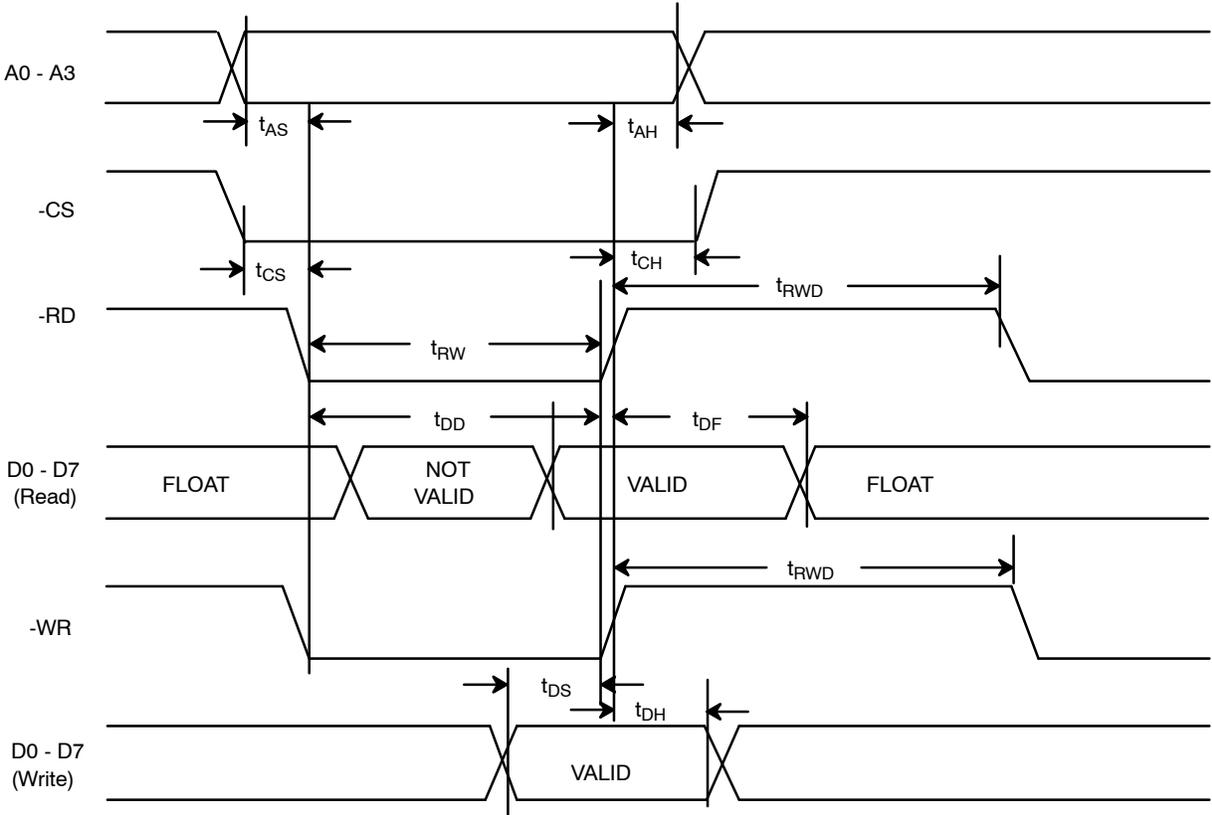 A0 - A3
tAS
tAH
-CS
tCS
tCH
tRWD
-RD
tRW
tDD
tDF
D0 - D7
(Read)
FLOAT
NOT
VALID
VALID
FLOAT
tRWD
-WR
tDS
tDH
D0 - D7
(Write)
VALID